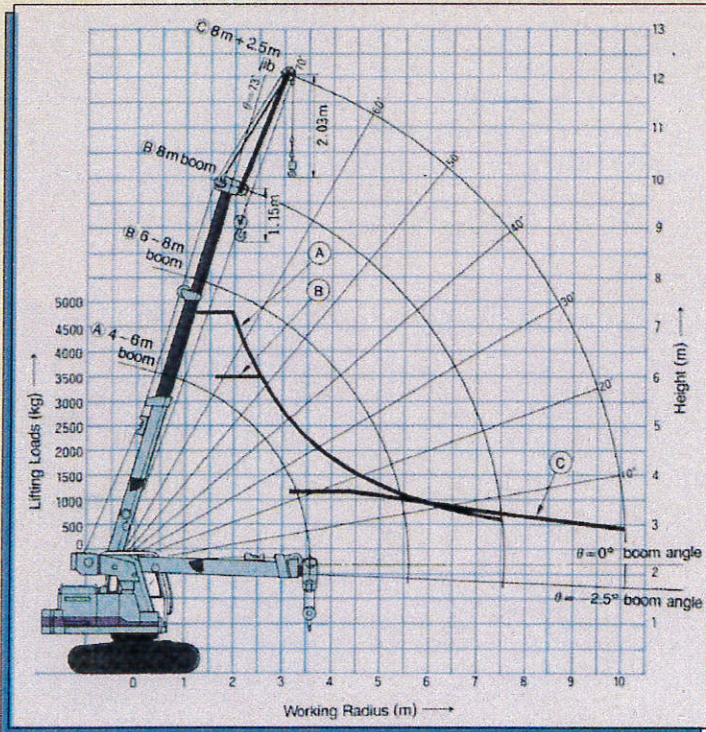 Ⓒ 8m + 2.5m
jib
θ=73°
70°
60°
50°
40°
30°
20°
10°
2.03m
Ⓑ 8m boom
1.15m
Ⓑ 6~8m
boom
Ⓐ 4~6m
boom
A
B
C
Lifting Loads (kg)
5000
4500
4000
3500
3000
2500
2000
1500
1000
500
0
Height (m)
13
12
11
10
9
8
7
6
5
4
3
2
1
θ=0° boom angle
θ=-2.5° boom angle
0 1 2 3 4 5 6 7 8 9 10
Working Radius (m)